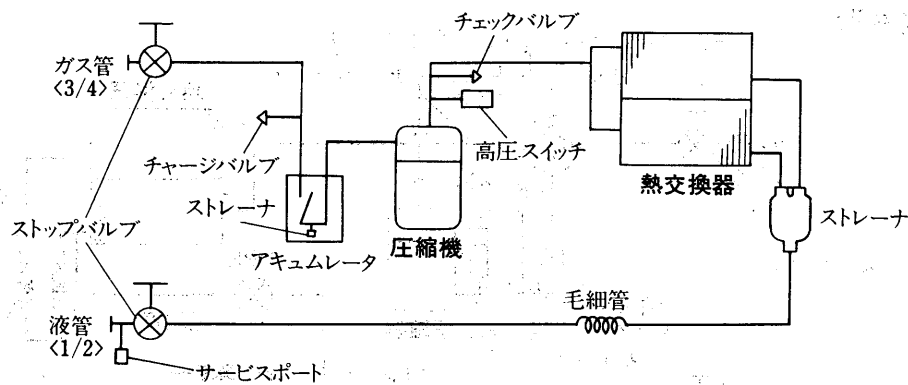 チェックバルブ
ガス管
<3/4>
高圧スイッチ
チャージバルブ
熱交換器
ストレーナ
ストレーナ
ストップバルブ
圧縮機
アキュムレータ
毛細管
液管
<1/2>
サービスポート